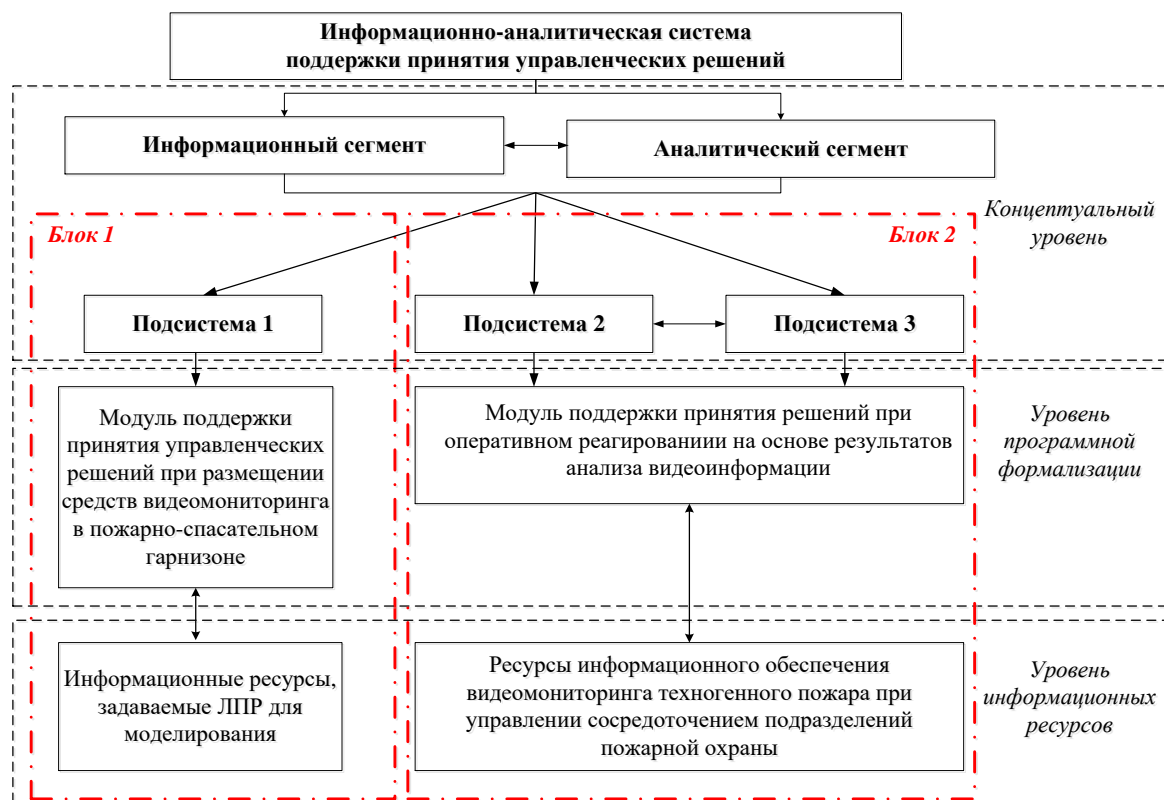 Информационно-аналитическая система
поддержки принятия управленческих решений
Информационный сегмент
Аналитический сегмент
Концептуальный
уровень
Блок 1
Блок 2
Подсистема 1
Подсистема 2
Подсистема 3
Модуль поддержки
принятия управленческих
решений при размещении
средств видеомониторинга
в пожарно-спасательном
гарнизоне
Модуль поддержки принятия решений при
оперативном реагированиии на основе результатов
анализа видеоинформации
Уровень
программной
формализации
Информационные ресурсы,
задаваемые ЛПР для
моделирования
Ресурсы информационного обеспечения
видеомониторинга техногенного пожара при
управлении сосредоточением подразделений
пожарной охраны
Уровень
информационных
ресурсов